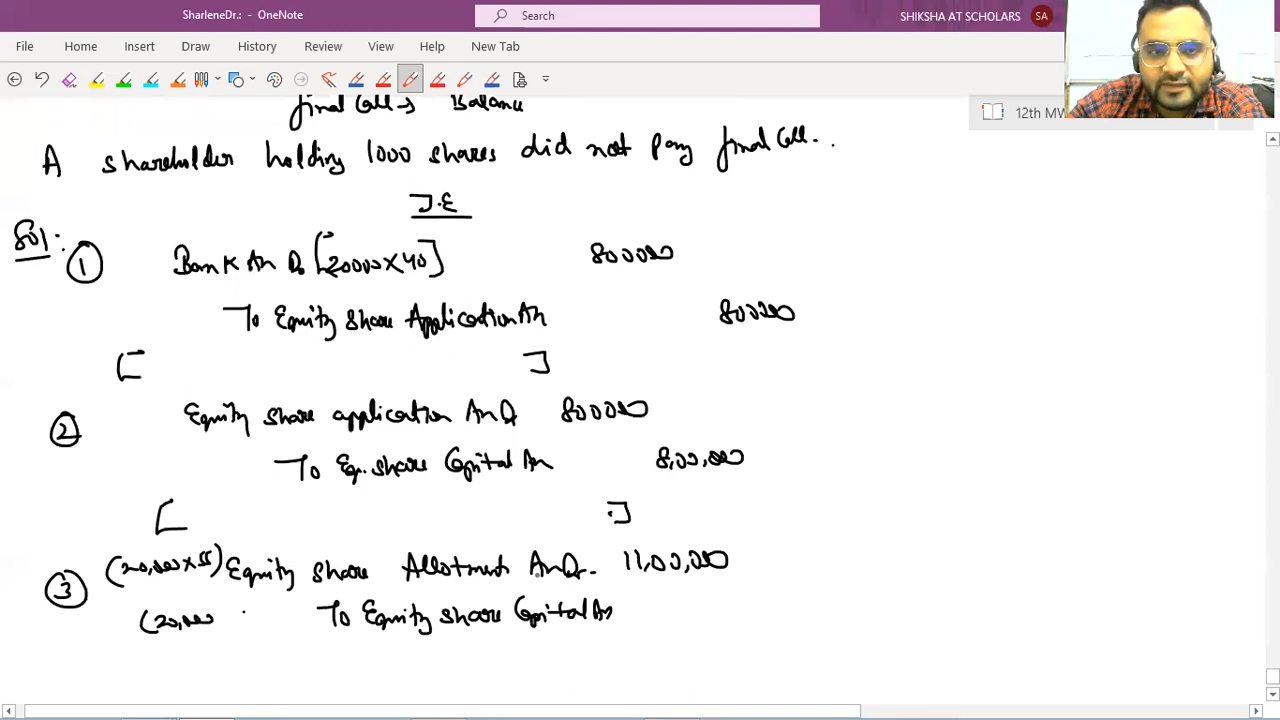 SharleneDr.: - OneNote
Search
SHIKSHA AT SCHOLARS SA
File Home Insert Draw History Review View Help New Tab
12th MW
final Call → Balance
A shareholder holding 1000 shares did not pay final Call.
J.E
Sol:
① Bank A/c Dr [20000×40] 800000
To Equity share Application A/c 800000
[ ]
② Equity share application A/c Dr 800000
To Eq. share Capital A/c 8,00,000
[ ]
③ (20,000×55) Equity share Allotment A/c Dr. 11,00,000
(20,000 To Equity share Capital A/c